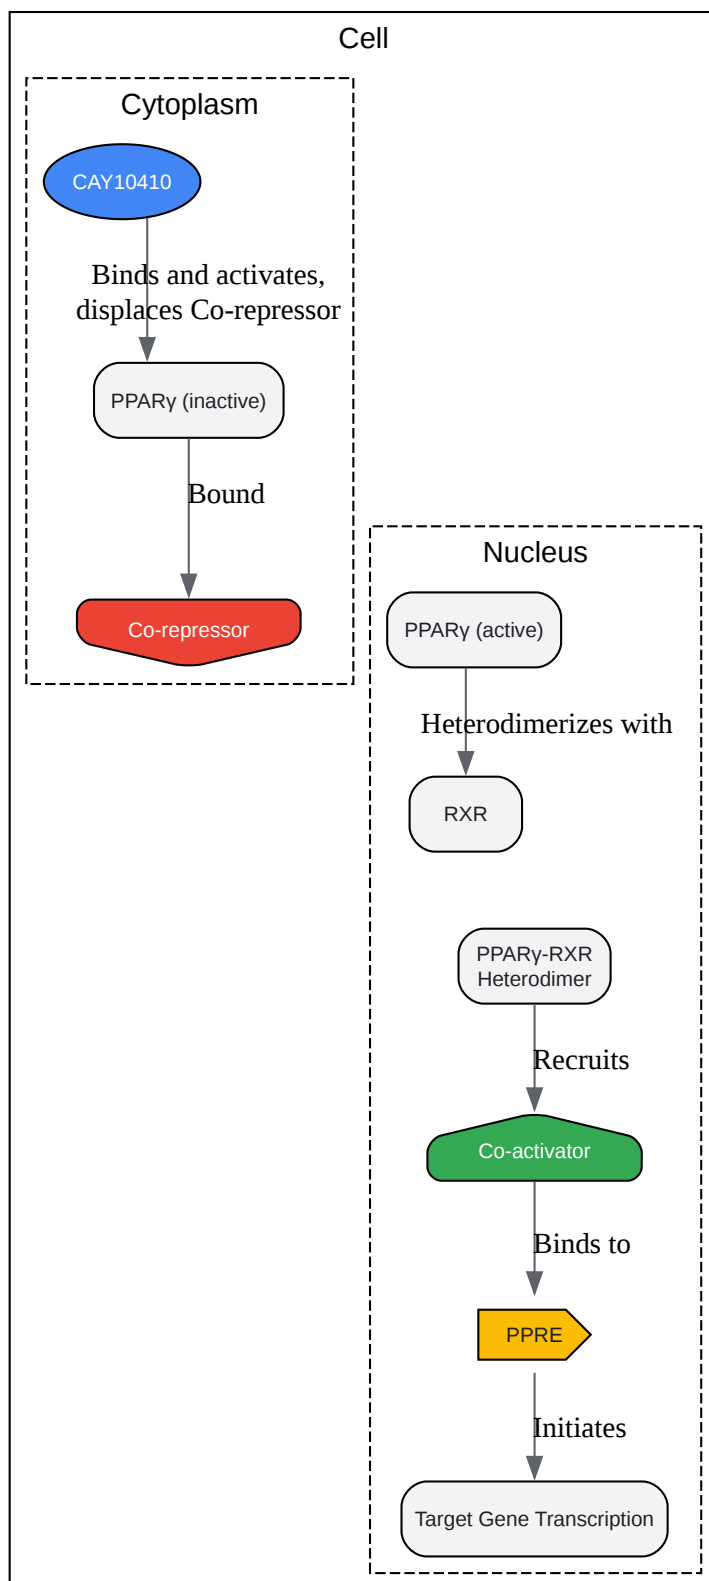 Cell
Cytoplasm
CAY10410
Binds and activates,
displaces Co-repressor
PPARγ (inactive)
Bound
Co-repressor
Nucleus
PPARγ (active)
Heterodimerizes with
RXR
PPARγ-RXR
Heterodimer
Recruits
Co-activator
Binds to
PPRE
Initiates
Target Gene Transcription